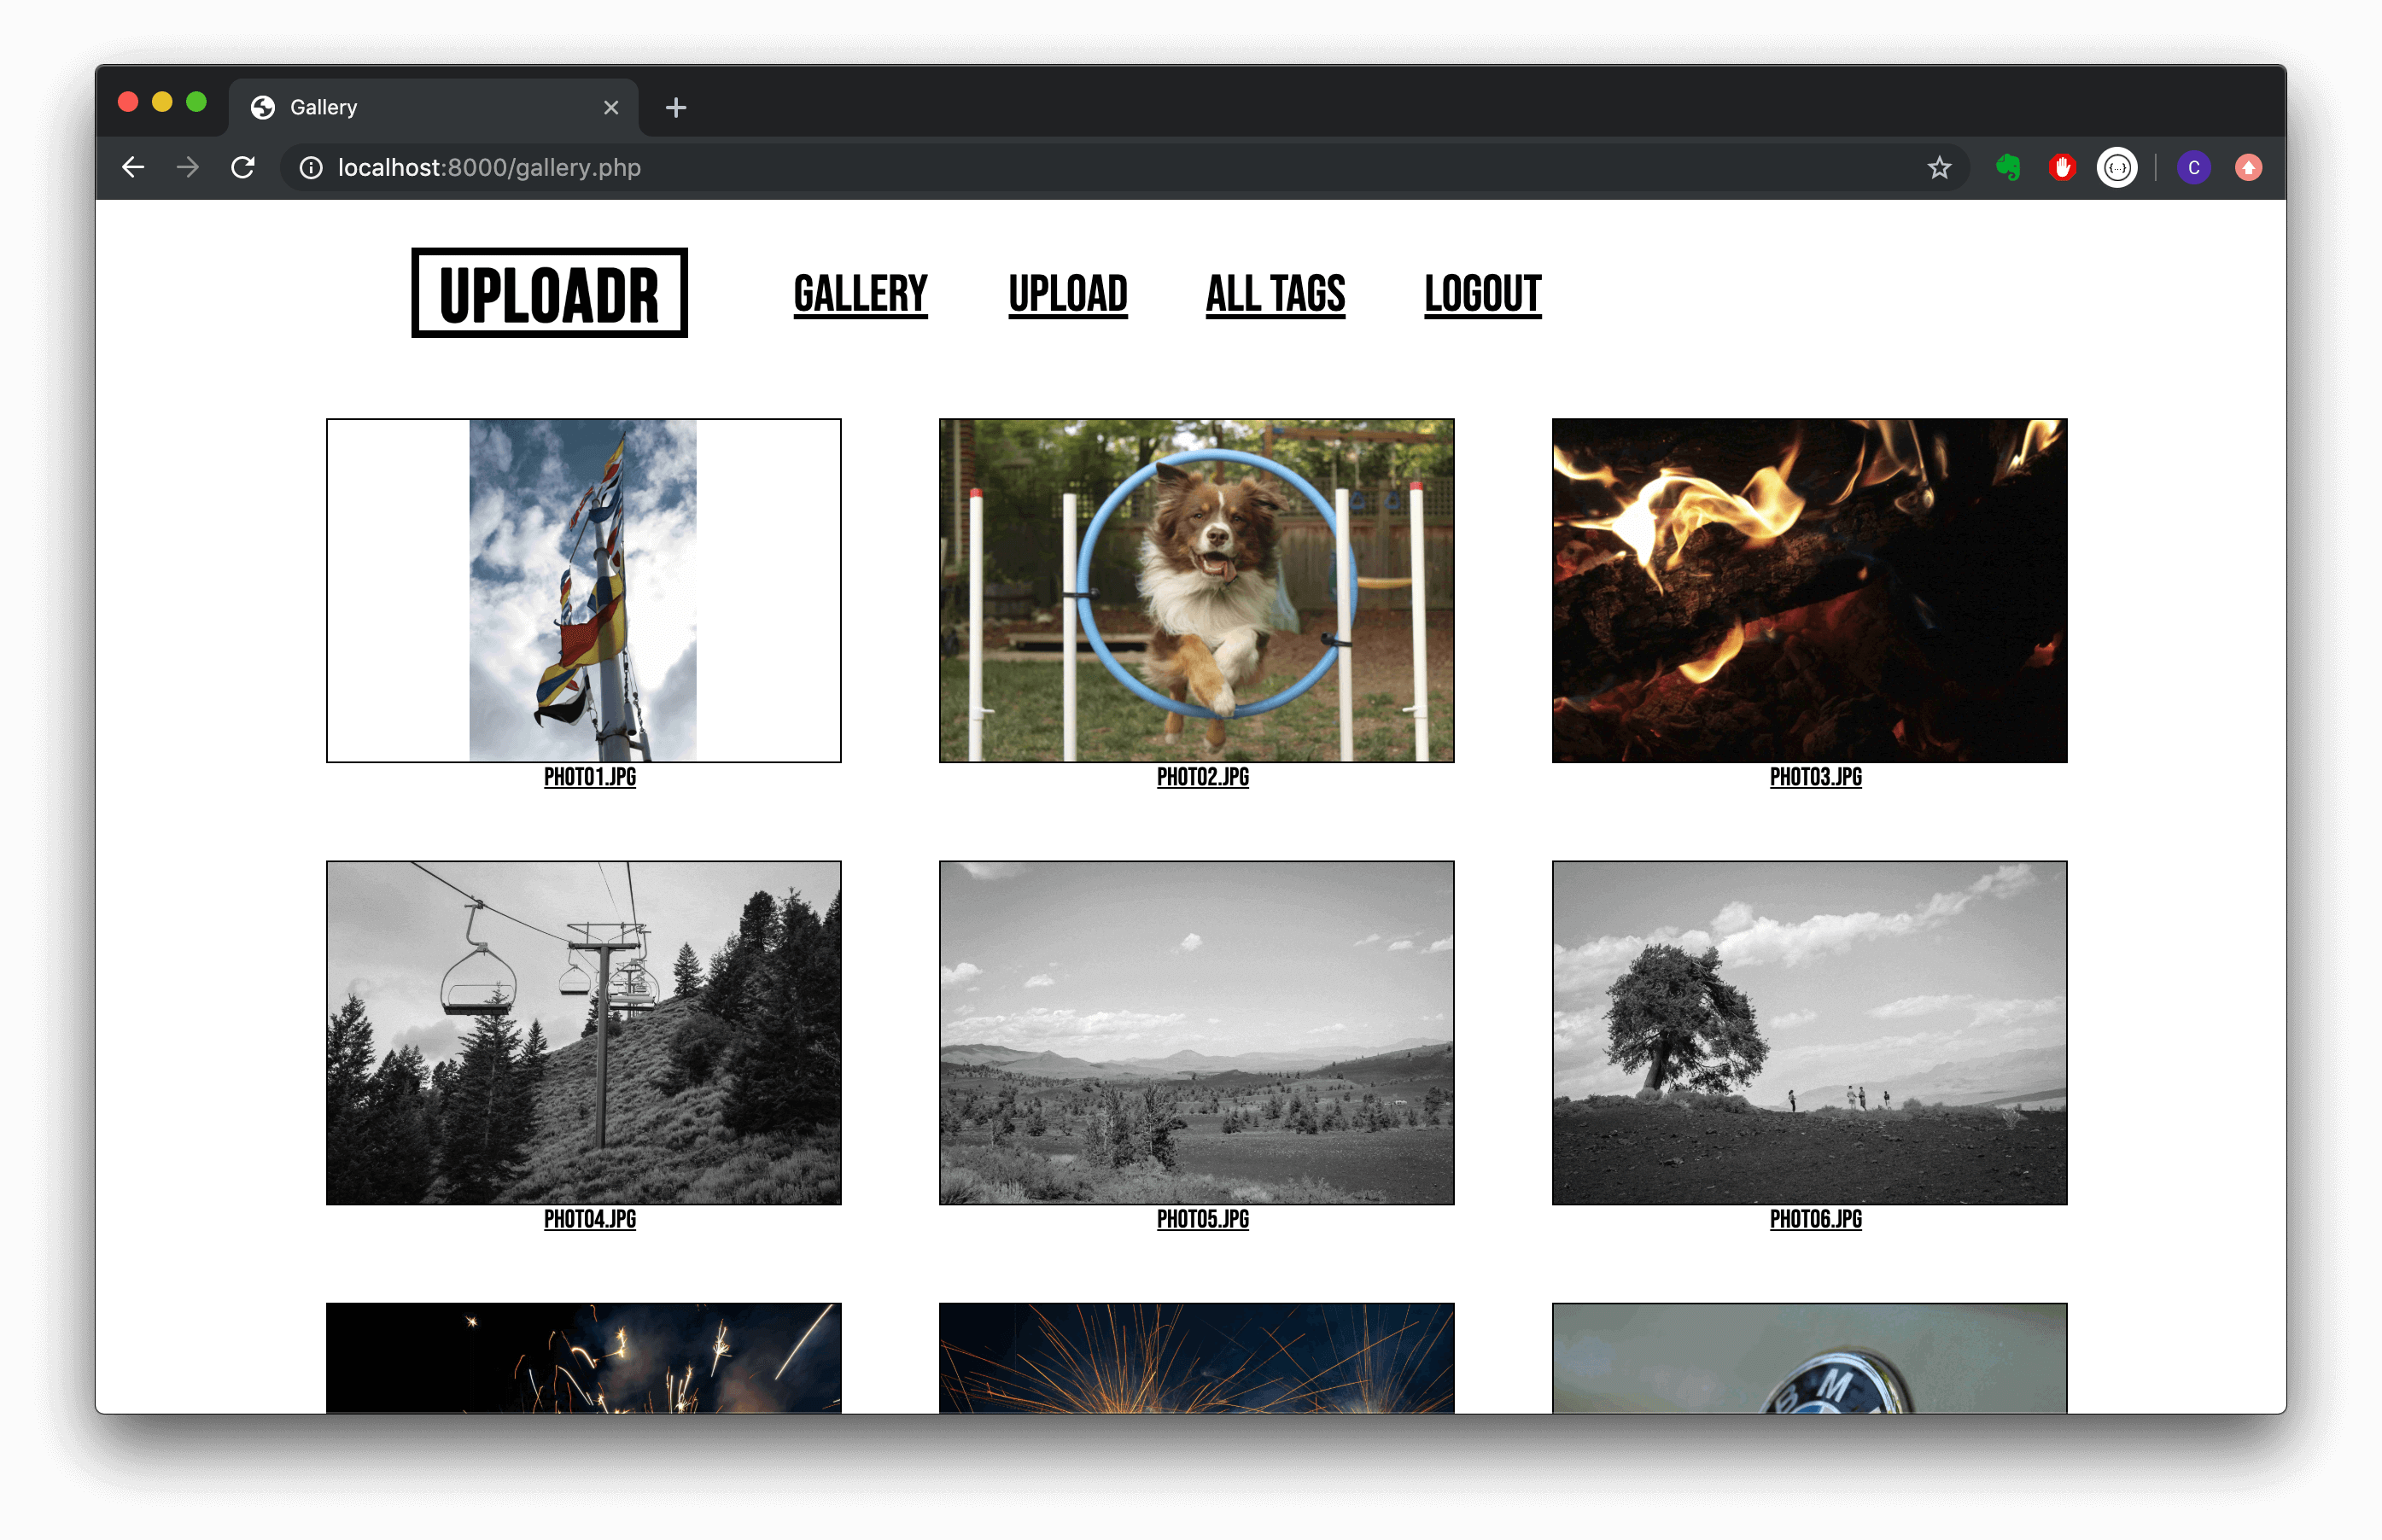 Gallery
localhost:8000/gallery.php
{...}
C
UPLOADR
GALLERY UPLOAD ALL TAGS LOGOUT
PHOTO1.JPG PHOTO2.JPG PHOTO3.JPG
PHOTO4.JPG PHOTO5.JPG PHOTO6.JPG
B M